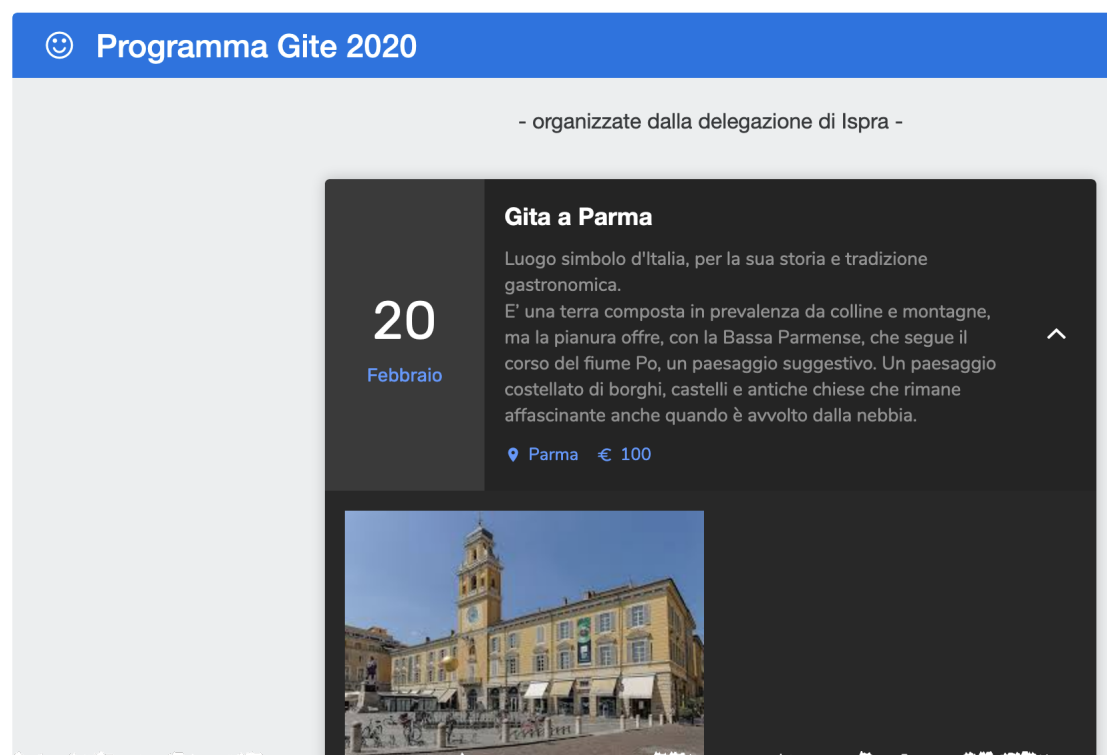 Programma Gite 2020
- organizzate dalla delegazione di Ispra -
20
Febbraio
Gita a Parma
Luogo simbolo d'Italia, per la sua storia e tradizione
gastronomica.
E' una terra composta in prevalenza da colline e montagne,
ma la pianura offre, con la Bassa Parmense, che segue il
corso del fiume Po, un paesaggio suggestivo. Un paesaggio
costellato di borghi, castelli e antiche chiese che rimane
affascinante anche quando è avvolto dalla nebbia.
Parma € 100